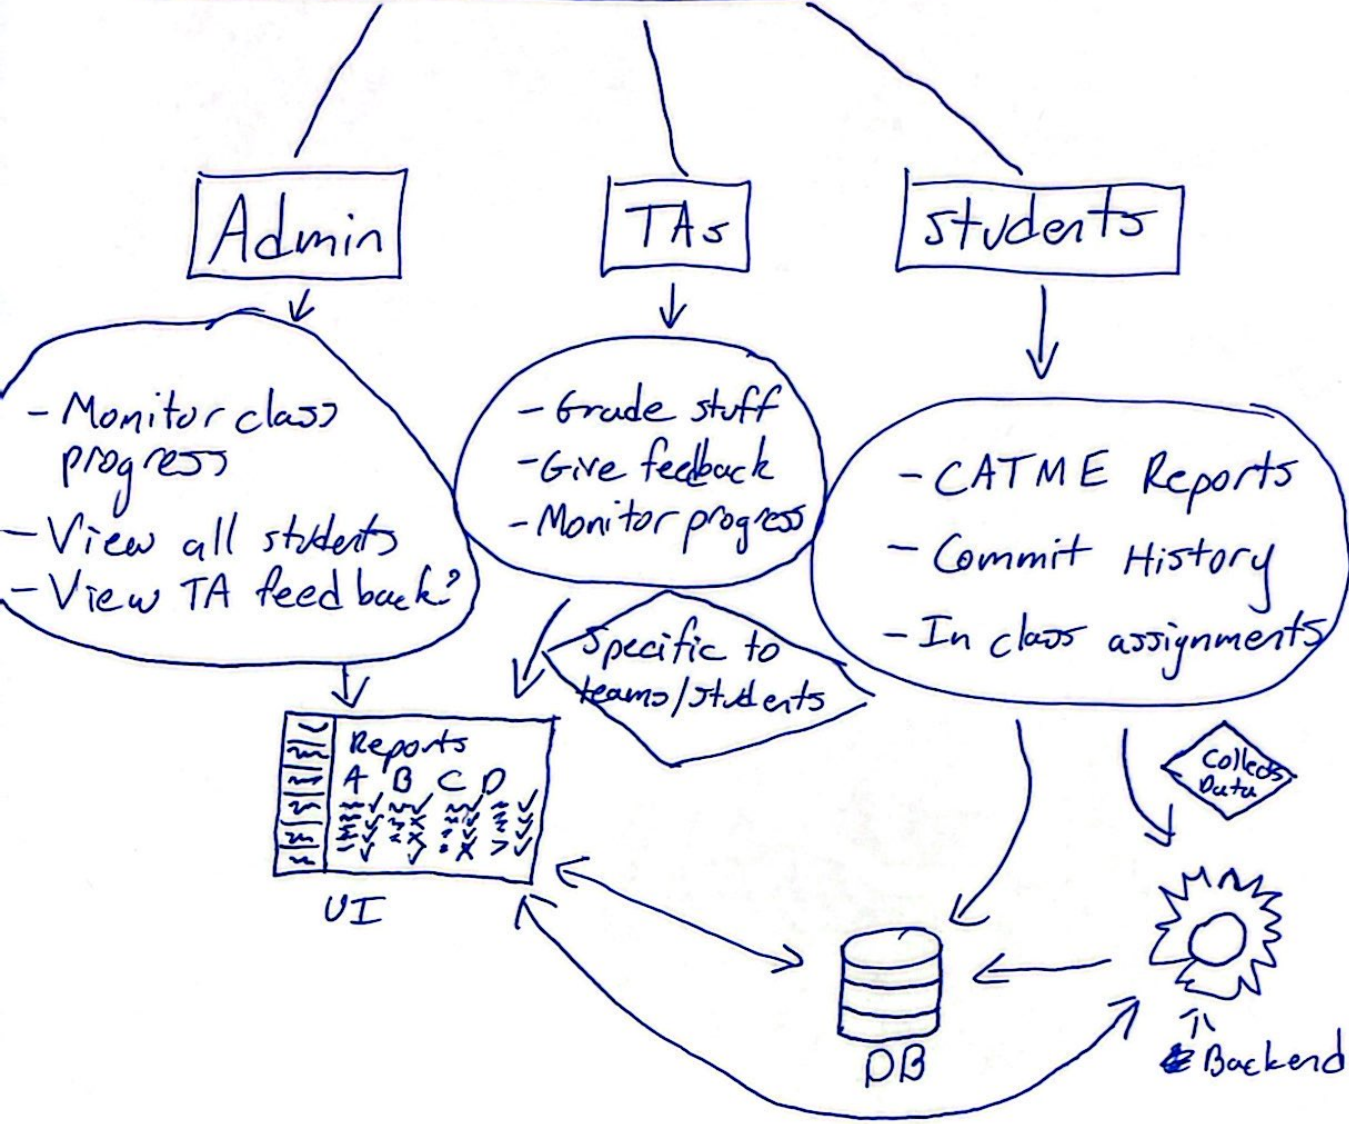 Admin
TAs
students
- Monitor class
progress
- View all students
- View TA feedback?
- Grade stuff
- Give feedback
- Monitor progress
- CATME Reports
- Commit History
- In class assignments
Specific to
teams/students
Collects
Data
Reports
A B C D
UI
DB
Backend